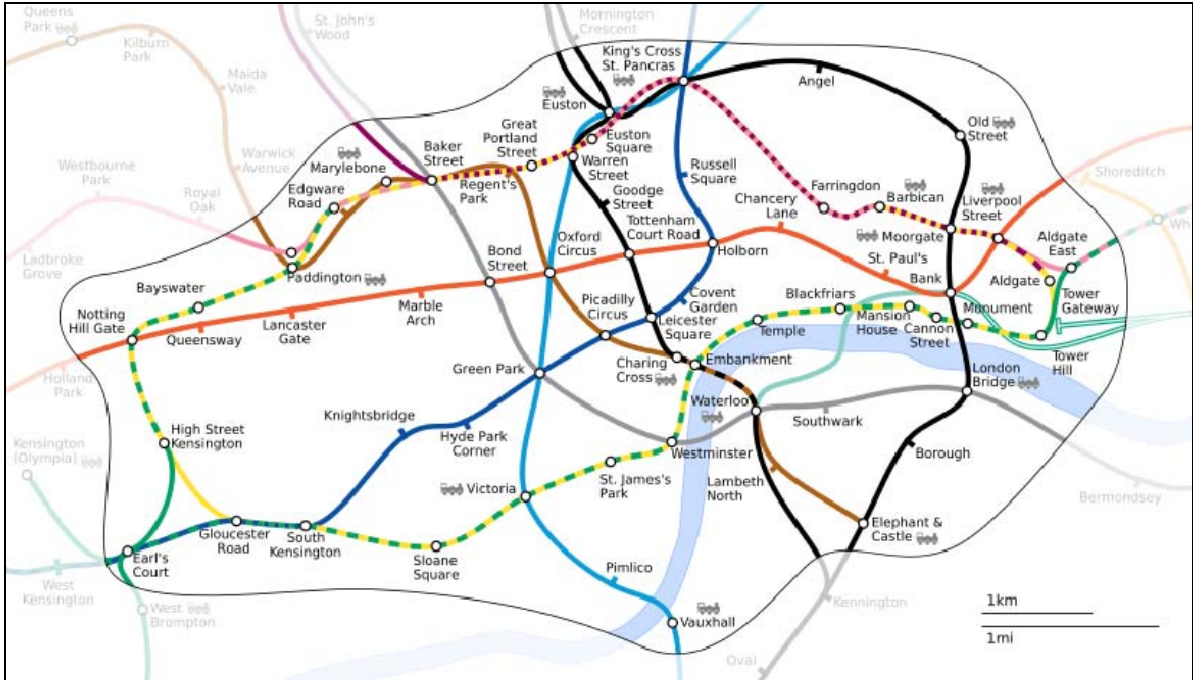 Queens
Park
Kilburn
Park
St. John's
Wood
Mornington
Crescent
King's Cross
St. Pancras
Angel
Maida
Vale
Euston
Old
Street
Great
Portland
Street
Euston
Square
Baker
Street
Marylebone
Warwick
Avenue
Warren
Street
Regent's
Park
Russell
Square
Shoreditch
Westbourne
Park
Royal
Oak
Edgware
Road
Goodge
Street
Chancery
Lane
Farringdon
Barbican
Liverpool
Street
Tottenham
Court Road
Moorgate
Wh
Ladbroke
Grove
Oxford
Circus
Holborn
Aldgate
East
Bond
Street
St. Paul's
Paddington
Bank
Aldgate
Bayswater
Marble
Arch
Picadilly
Circus
Covent
Garden
Blackfriars
Monument
Tower
Gateway
Notting
Hill Gate
Queensway
Lancaster
Gate
Leicester
Square
Temple
Mansion
House
Cannon
Street
Charing
Cross
Embankment
Tower
Hill
Holland
Park
Green Park
London
Bridge
Waterloo
Knightsbridge
Southwark
High Street
Kensington
Hyde Park
Corner
Kensington
(Olympia)
Westminster
Borough
St. James's
Park
Lambeth
North
Victoria
Bermondsey
Gloucester
Road
South
Kensington
Elephant &
Castle
Earl's
Court
Sloane
Square
West
Kensington
Pimlico
West
Brompton
Kennington
1km
Vauxhall
1mi
Oval